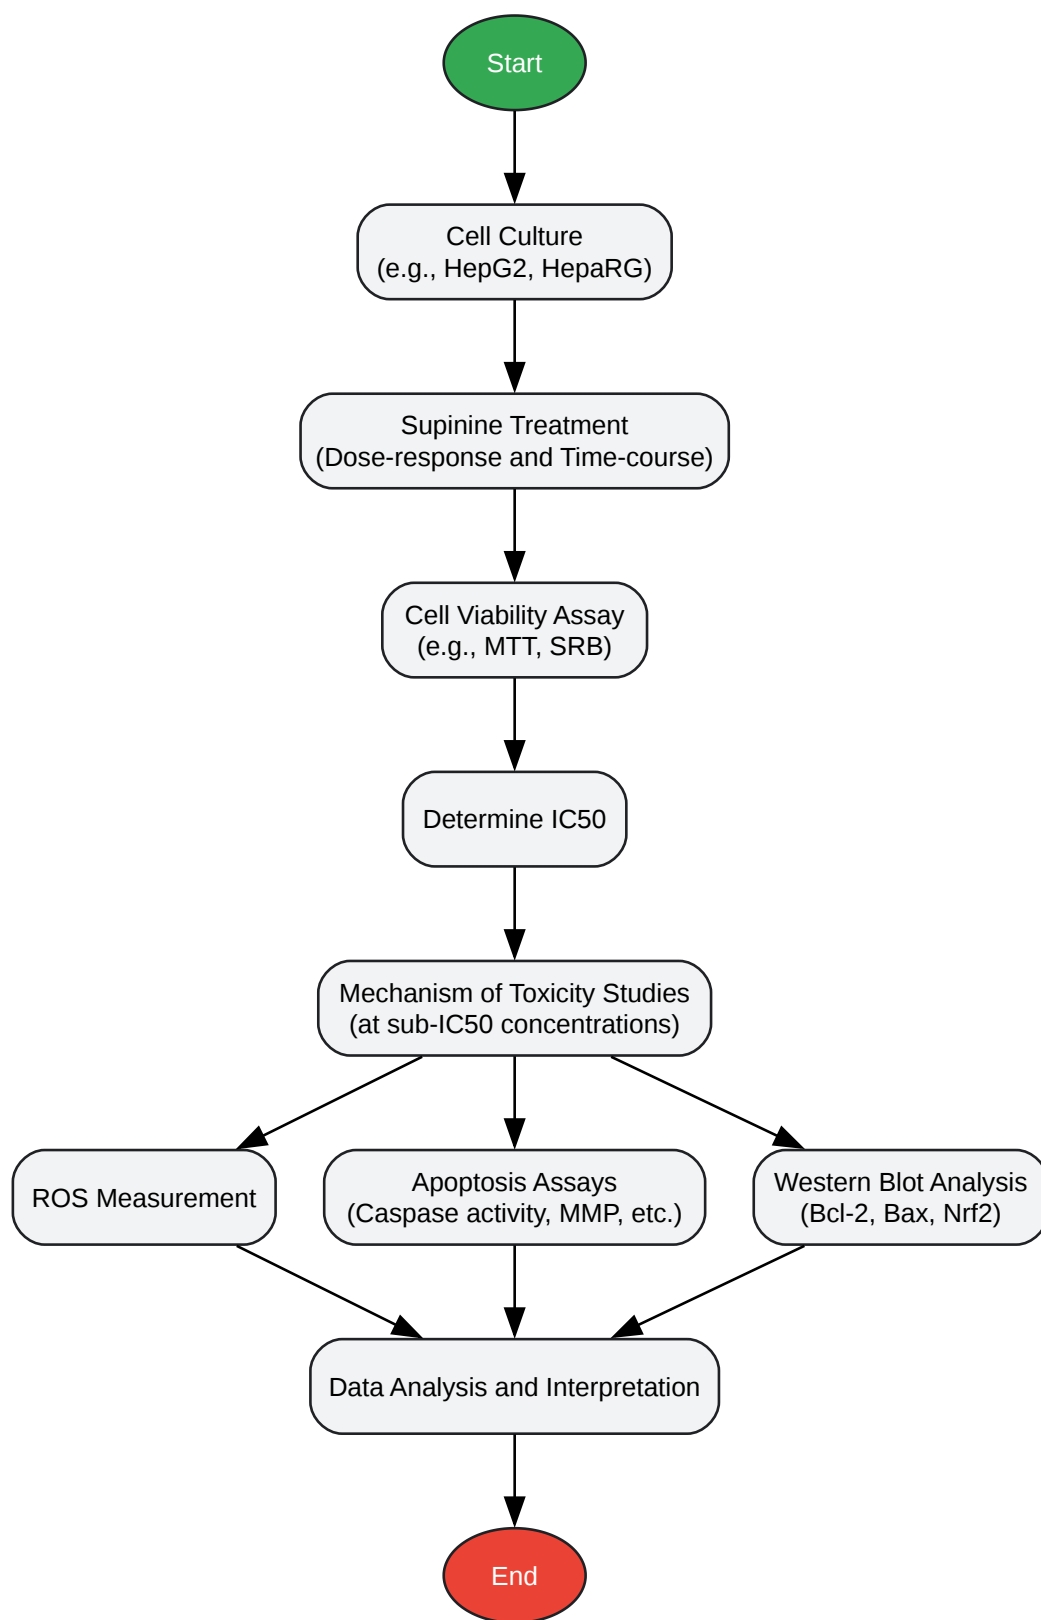 Start
Cell Culture
(e.g., HepG2, HepaRG)
Supinine Treatment
(Dose-response and Time-course)
Cell Viability Assay
(e.g., MTT, SRB)
Determine IC50
Mechanism of Toxicity Studies
(at sub-IC50 concentrations)
ROS Measurement
Apoptosis Assays
(Caspase activity, MMP, etc.)
Western Blot Analysis
(Bcl-2, Bax, Nrf2)
Data Analysis and Interpretation
End